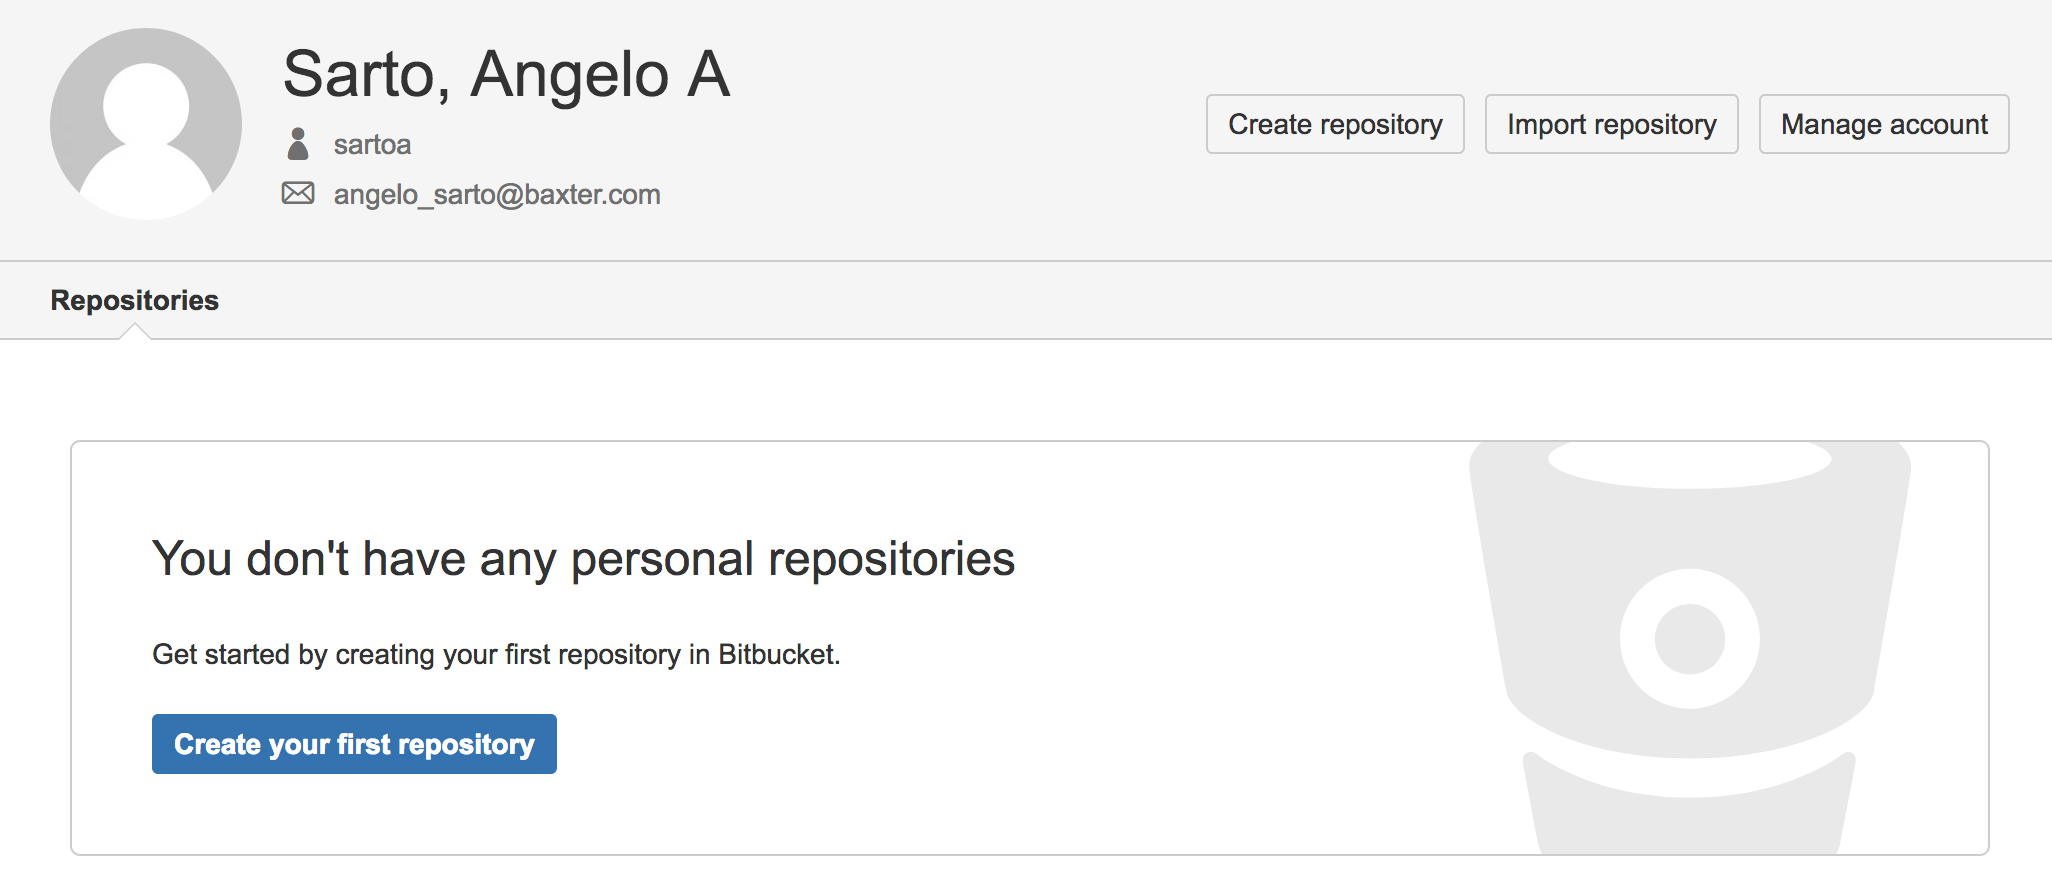 Sarto, Angelo A
sartoa
angelo_sarto@baxter.com
Create repository
Import repository
Manage account
Repositories
You don't have any personal repositories
Get started by creating your first repository in Bitbucket.
Create your first repository